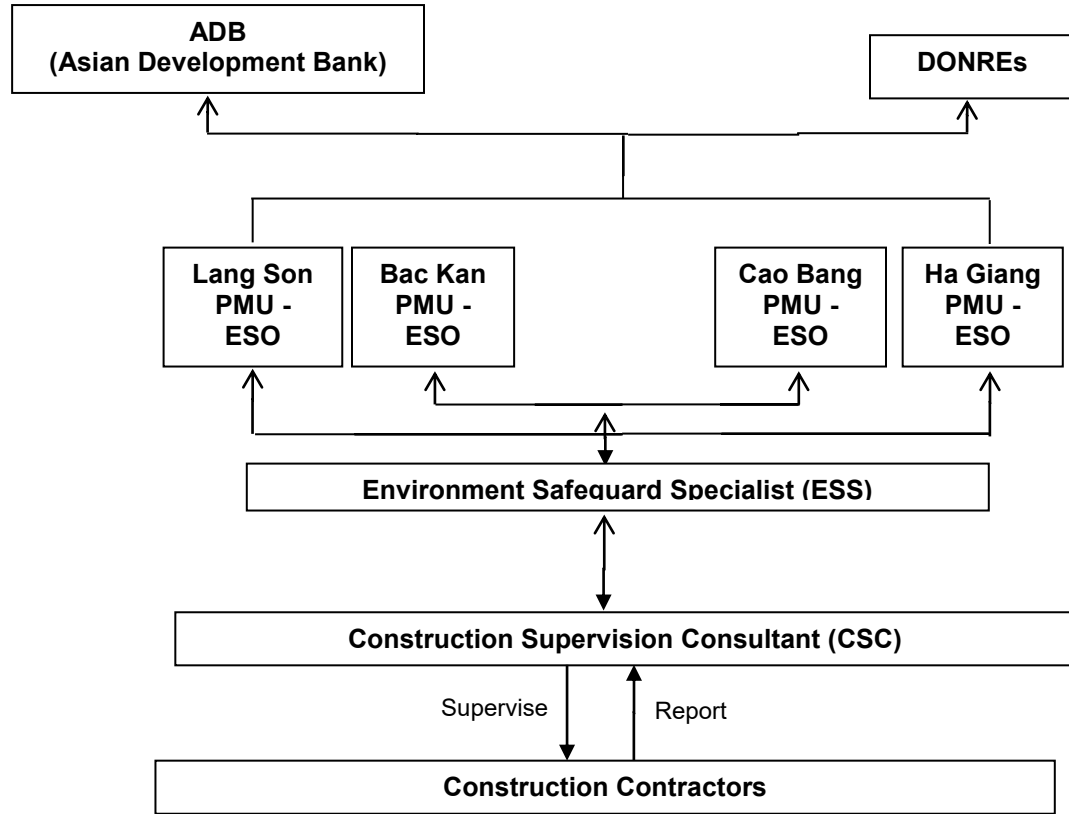 ADB
(Asian Development Bank)
DONREs
Lang Son
PMU -
ESO
Bac Kan
PMU -
ESO
Cao Bang
PMU -
ESO
Ha Giang
PMU -
ESO
Environment Safeguard Specialist (ESS)
Construction Supervision Consultant (CSC)
Supervise
Report
Construction Contractors